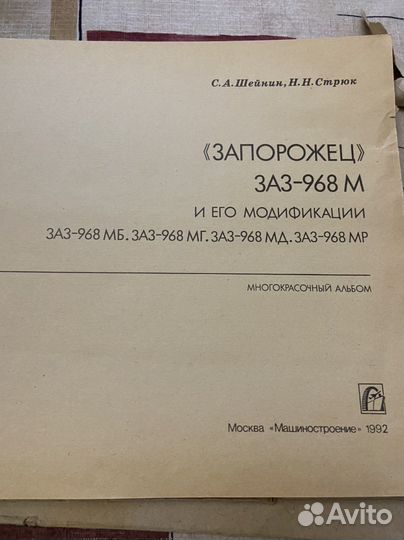 С. А. Шейнин, Н. Н. Стрюк
«ЗАПОРОЖЕЦ»
ЗАЗ-968 М
И ЕГО МОДИФИКАЦИИ
ЗАЗ-968 МБ. ЗАЗ-968 МГ. ЗАЗ-968 МД. ЗАЗ-968 МР
МНОГОКРАСОЧНЫЙ АЛЬБОМ
Москва «Машиностроение» 1992
Avito